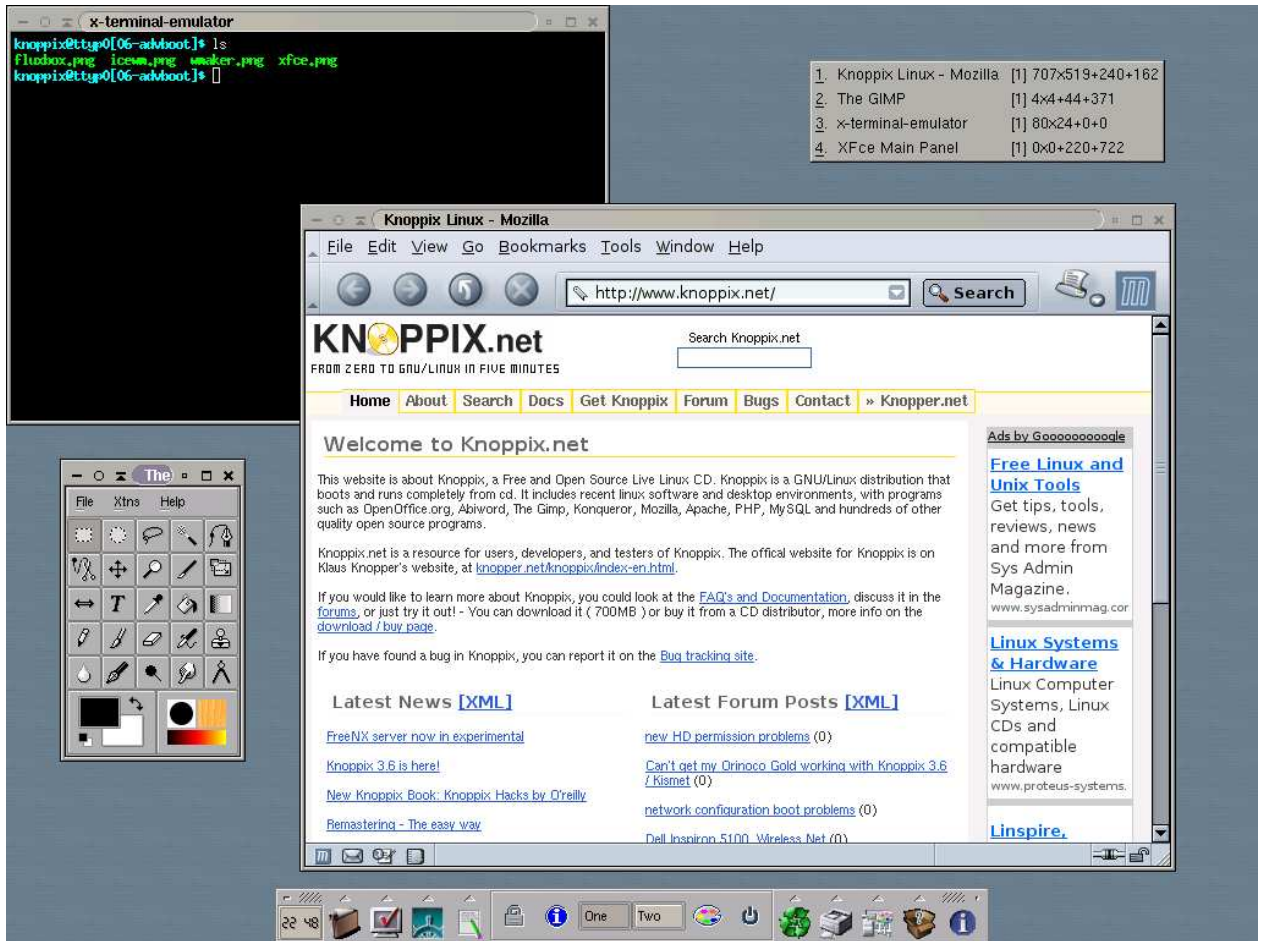 x-terminal-emulator
knoppix@ttyp0[06-advboot]$ ls
fluxbox.png icewm.png wmaker.png xfce.png
knoppix@ttyp0[06-advboot]$
1. Knoppix Linux - Mozilla [1] 707x519+240+162
2. The GIMP [1] 4x4+44+371
3. x-terminal-emulator [1] 80x24+0+0
4. XFce Main Panel [1] 0x0+220+722
Knoppix Linux - Mozilla
File Edit View Go Bookmarks Tools Window Help
http://www.knoppix.net/ Search
KNOPPIX.net
FROM ZERO TO GNU/LINUX IN FIVE MINUTES
Search Knoppix.net
Home About Search Docs Get Knoppix Forum Bugs Contact » Knopper.net
Welcome to Knoppix.net
This website is about Knoppix, a Free and Open Source Live Linux CD. Knoppix is a GNU/Linux distribution that
boots and runs completely from cd. It includes recent linux software and desktop environments, with programs
such as OpenOffice.org, Abiword, The Gimp, Konqueror, Mozilla, Apache, PHP, MySQL and hundreds of other
quality open source programs.
Knoppix.net is a resource for users, developers, and testers of Knoppix. The offical website for Knoppix is on
Klaus Knopper's website, at knopper.net/knoppix/index-en.html.
If you would like to learn more about Knoppix, you could look at the FAQ's and Documentation, discuss it in the
forums, or just try it out! - You can download it ( 700MB ) or buy it from a CD distributor, more info on the
download / buy page.
If you have found a bug in Knoppix, you can report it on the Bug tracking site.
Latest News [XML]
FreeNX server now in experimental
Knoppix 3.6 is here!
New Knoppix Book: Knoppix Hacks by O'reilly
Remastering - The easy way
Latest Forum Posts [XML]
new HD permission problems (0)
Can't get my Orinoco Gold working with Knoppix 3.6
/ Kismet (0)
network configuration boot problems (0)
Dell Inspiron 5100, Wireless Net (0)
Ads by Goooooooooogle
Free Linux and
Unix Tools
Get tips, tools,
reviews, news
and more from
Sys Admin
Magazine.
www.sysadminmag.cor
Linux Systems
& Hardware
Linux Computer
Systems, Linux
CDs and
compatible
hardware
www.proteus-systems.
Linspire,
The
File Xtns Help
22 48
One Two